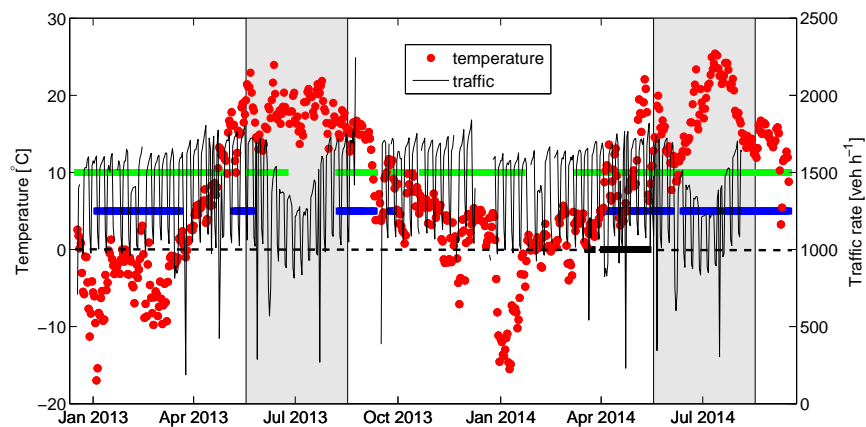 30
20
10
0
−10
−20
Temperature [°C]
temperature
traffic
2500
2000
1500
1000
500
0
Traffic rate [veh h⁻¹]
Jan 2013
Apr 2013
Jul 2013
Oct 2013
Jan 2014
Apr 2014
Jul 2014